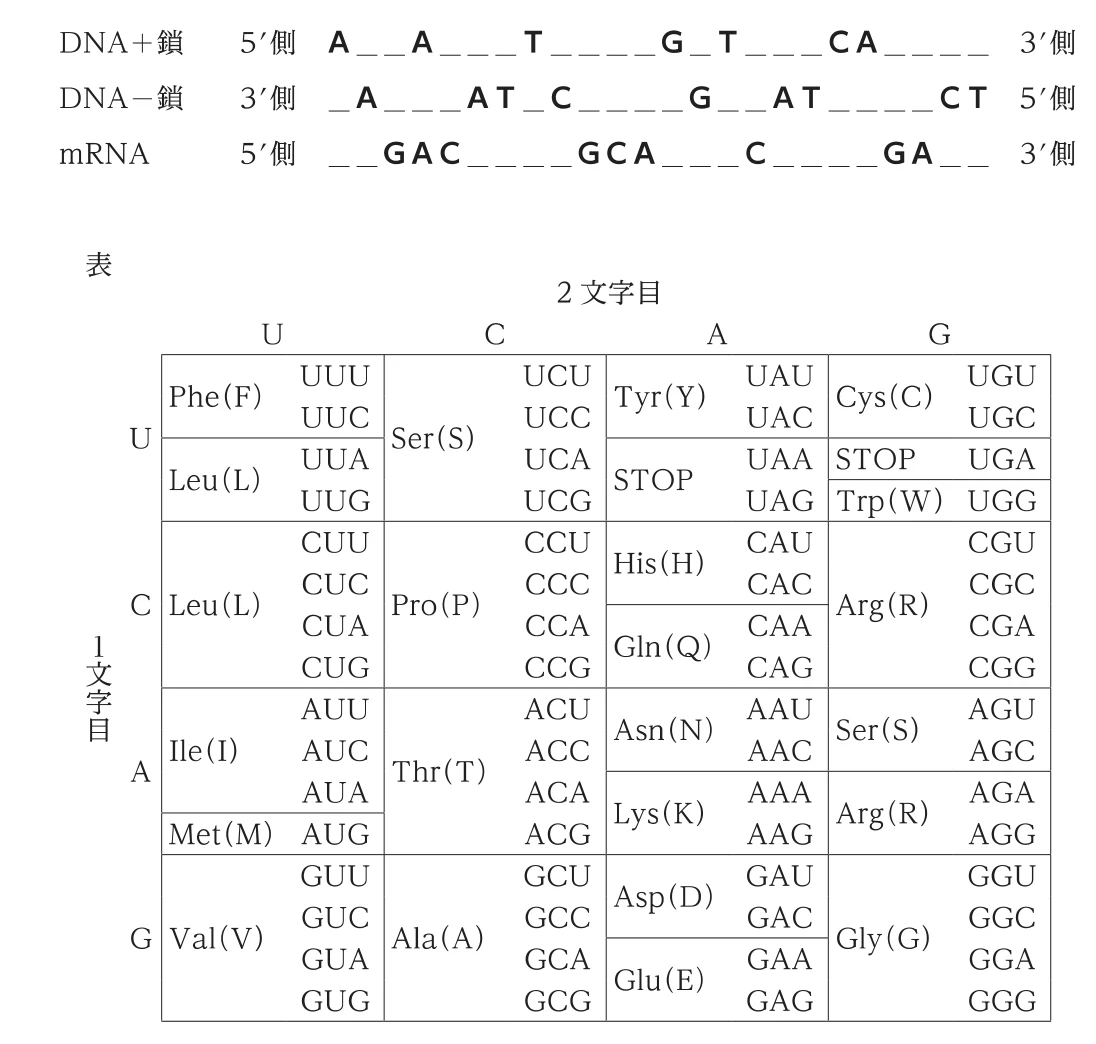 DNA+鎖 5′側 A__A___T____G_T___CA____ 3′側
DNA−鎖 3′側 _A___AT_C____G__AT____CT 5′側
mRNA 5′側 __GAC____GCA___C____GA__ 3′側
表
2文字目
U C A G
1文字目
U
Phe(F) UUU UUC
Leu(L) UUA UUG
Ser(S) UCU UCC UCA UCG
Tyr(Y) UAU UAC
STOP UAA UAG
Cys(C) UGU UGC
STOP UGA
Trp(W) UGG
C
Leu(L) CUU CUC CUA CUG
Pro(P) CCU CCC CCA CCG
His(H) CAU CAC
Gln(Q) CAA CAG
Arg(R) CGU CGC CGA CGG
A
Ile(I) AUU AUC AUA
Met(M) AUG
Thr(T) ACU ACC ACA ACG
Asn(N) AAU AAC
Lys(K) AAA AAG
Ser(S) AGU AGC
Arg(R) AGA AGG
G
Val(V) GUU GUC GUA GUG
Ala(A) GCU GCC GCA GCG
Asp(D) GAU GAC
Glu(E) GAA GAG
Gly(G) GGU GGC GGA GGG